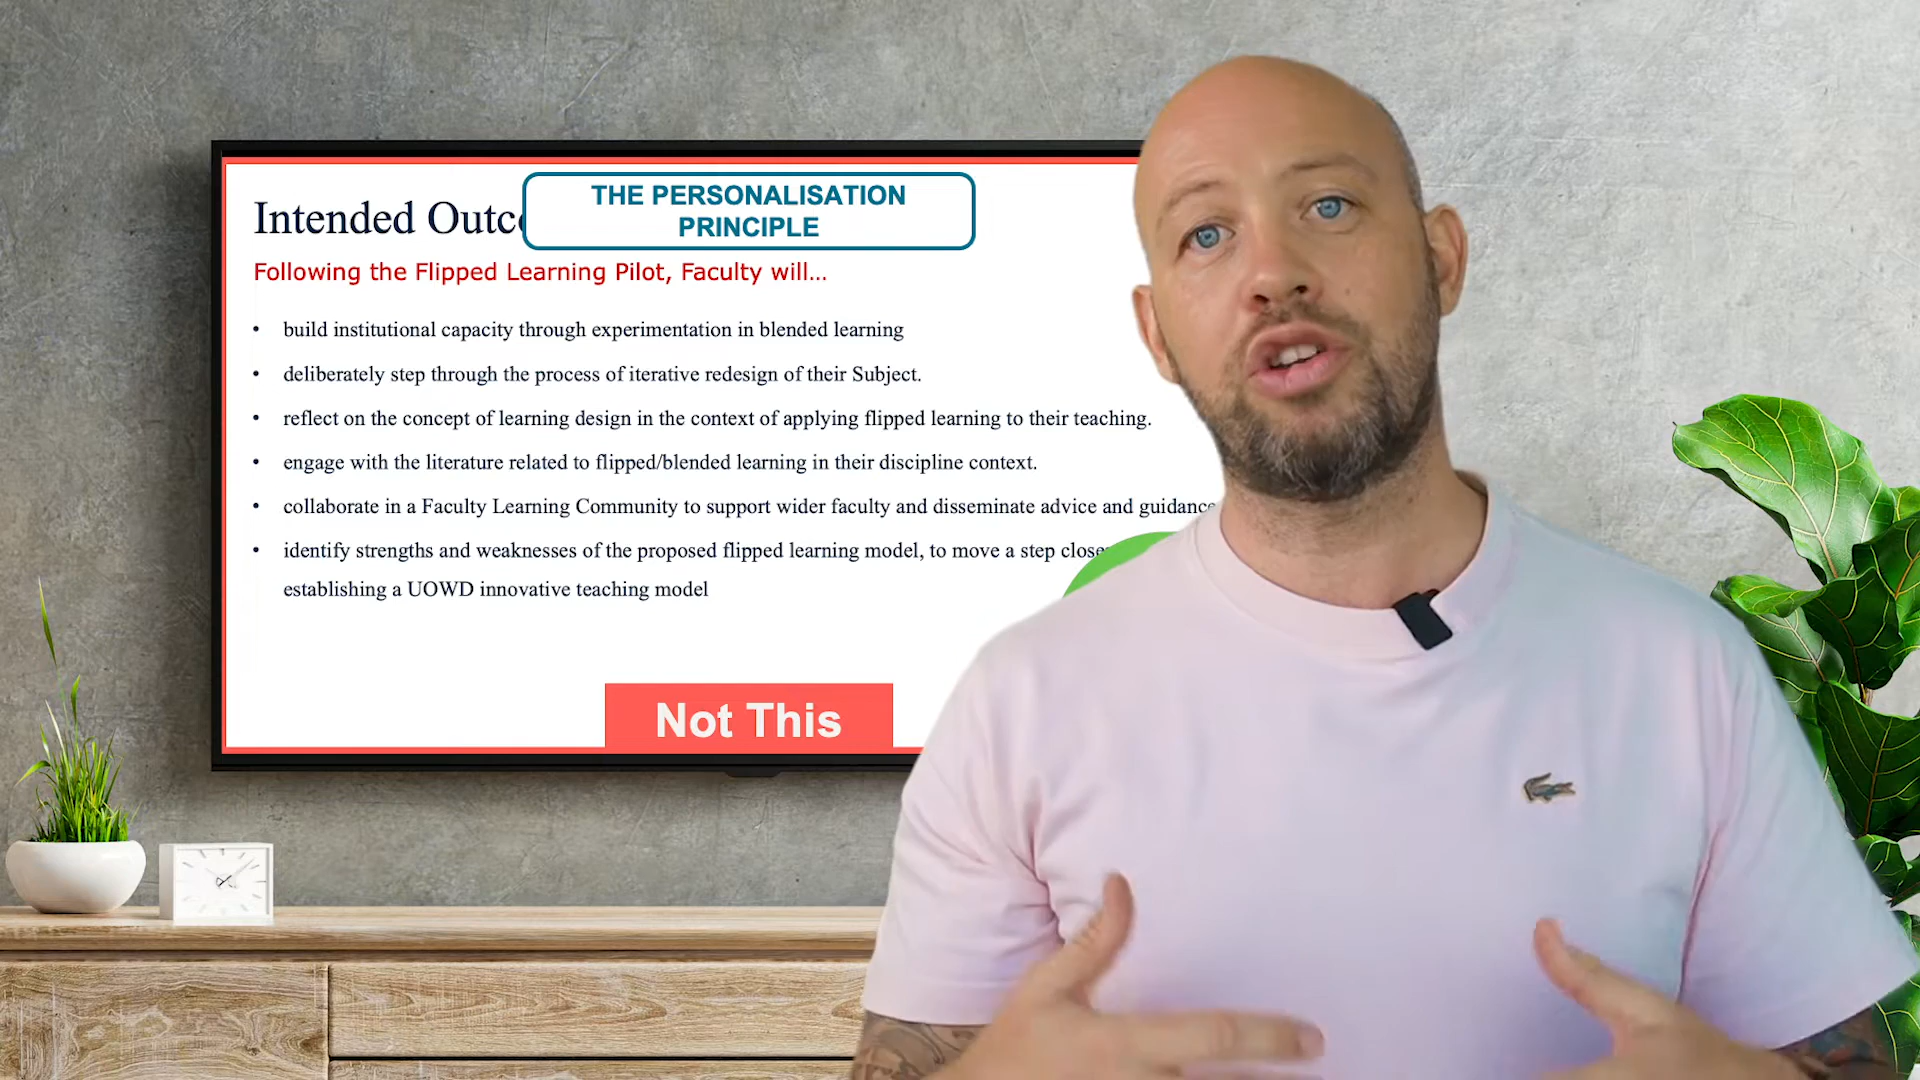 THE PERSONALISATION
PRINCIPLE
Intended Outc
Following the Flipped Learning Pilot, Faculty will...
• build institutional capacity through experimentation in blended learning
• deliberately step through the process of iterative redesign of their Subject.
• reflect on the concept of learning design in the context of applying flipped learning to their teaching.
• engage with the literature related to flipped/blended learning in their discipline context.
• collaborate in a Faculty Learning Community to support wider faculty and disseminate advice and guidance
• identify strengths and weaknesses of the proposed flipped learning model, to move a step close
establishing a UOWD innovative teaching model
Not This